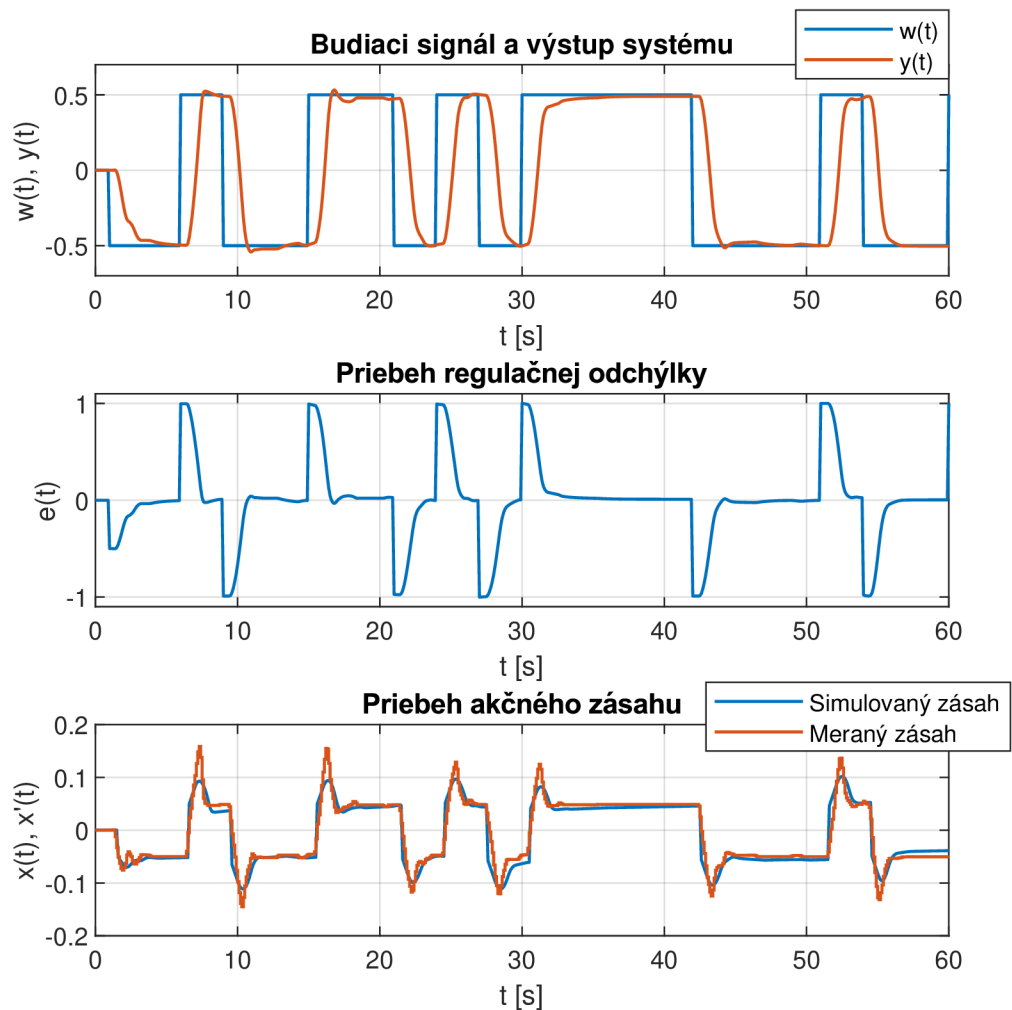 Budiaci signál a výstup systému
w(t)
y(t)
w(t), y(t)
0.5
0
-0.5
0 10 20 30 40 50 60
t [s]
Priebeh regulačnej odchýlky
e(t)
1
0
-1
0 10 20 30 40 50 60
t [s]
Priebeh akčného zásahu
Simulovaný zásah
Meraný zásah
x(t), x'(t)
0.2
0.1
0
-0.1
-0.2
0 10 20 30 40 50 60
t [s]